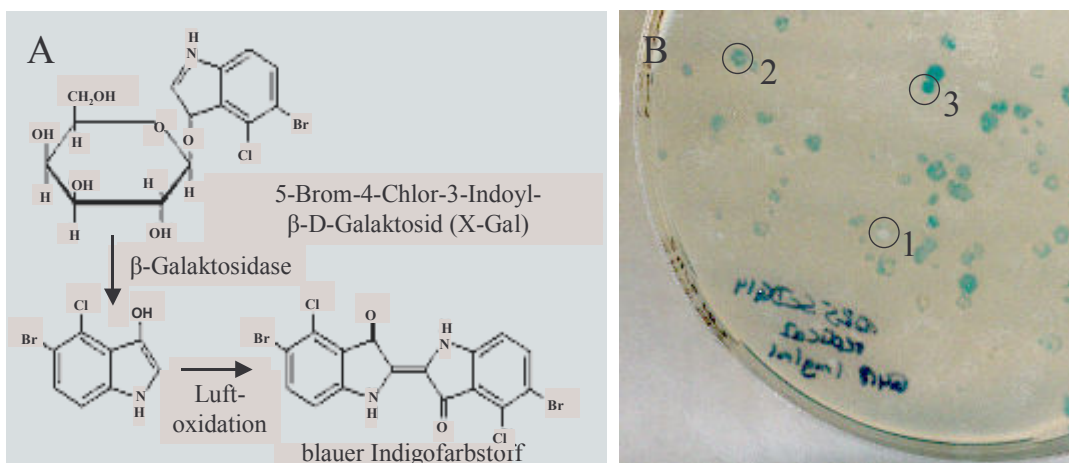 A
H
N
CH₂OH
Br
O
O
Cl
OH
H
OH
H
H
H
H
OH
5-Brom-4-Chlor-3-Indoyl-
β-D-Galaktosid (X-Gal)
β-Galaktosidase
Cl
OH
Br
N
H
Luft-
oxidation
Cl
O
H
N
Br
N
H
Br
O
Cl
blauer Indigofarbstoff
B
2
3
1